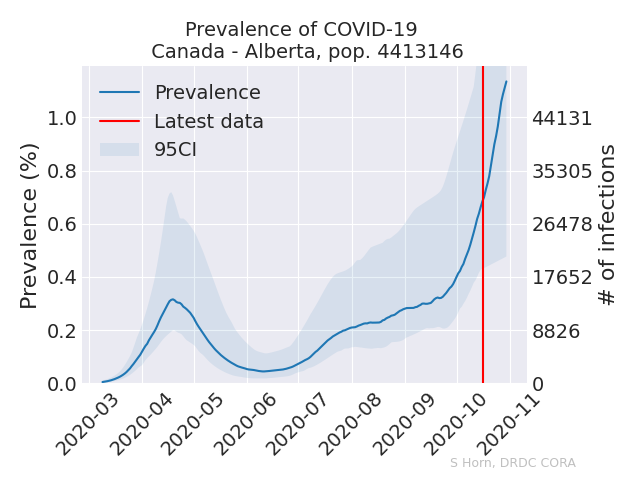 Prevalence of COVID-19
Canada - Alberta, pop. 4413146
Prevalence
Latest data
95CI
Prevalence (%)
1.0
0.8
0.6
0.4
0.2
0.0
44131
35305
26478
17652
8826
0
# of infections
2020-03
2020-04
2020-05
2020-06
2020-07
2020-08
2020-09
2020-10
2020-11
S Horn, DRDC CORA